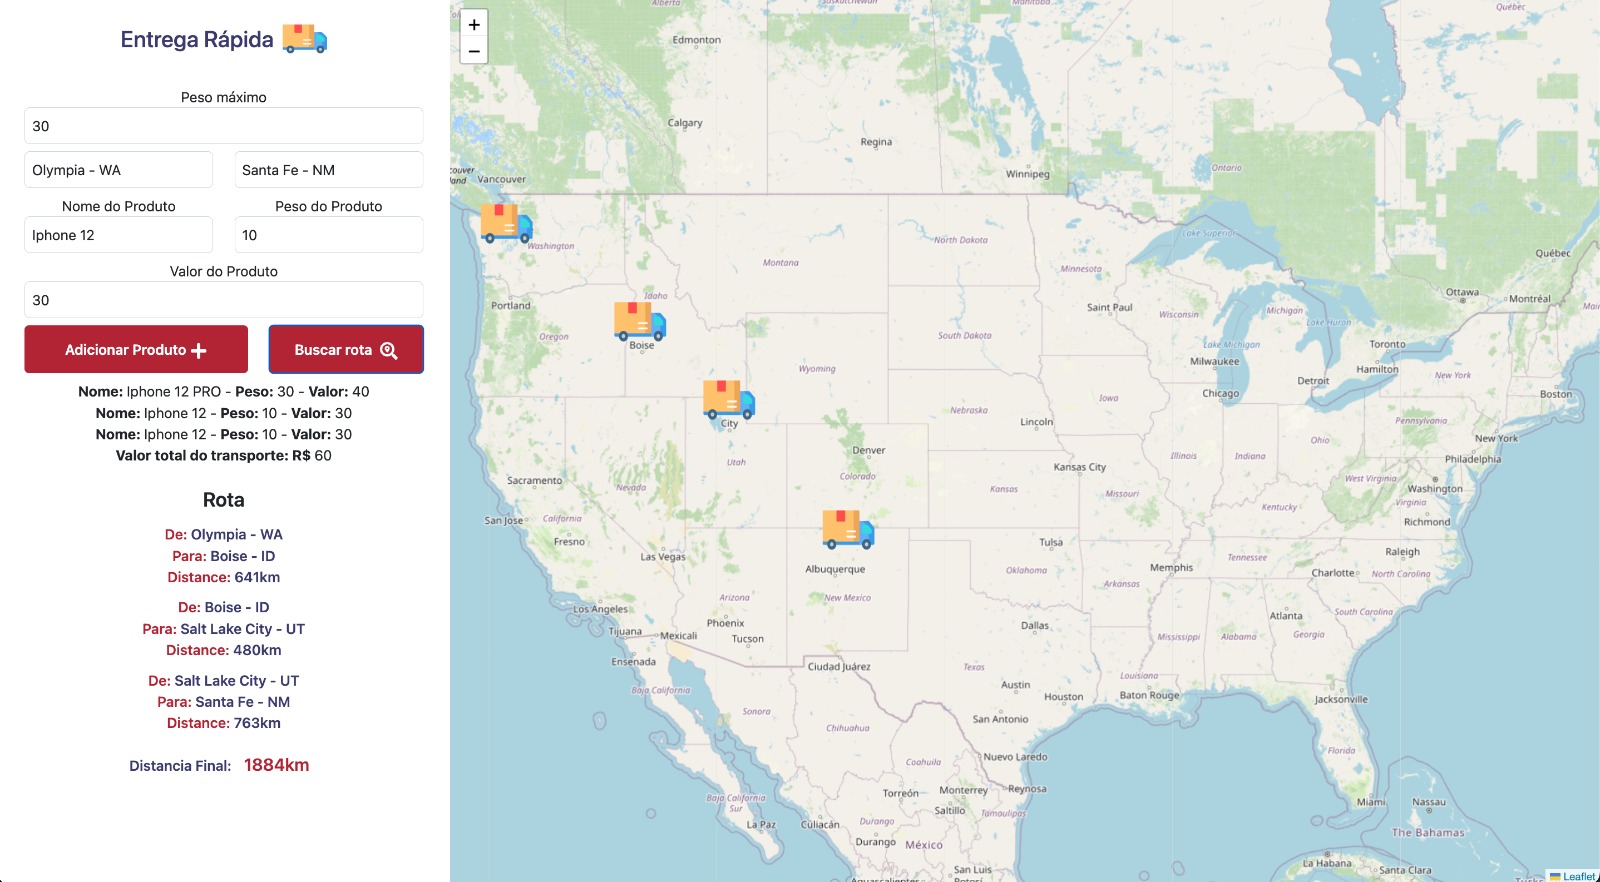 Entrega Rápida
Peso máximo
30
Olympia - WA
Santa Fe - NM
Nome do Produto
Peso do Produto
Iphone 12
10
Valor do Produto
30
Adicionar Produto
Buscar rota
Nome: Iphone 12 PRO - Peso: 30 - Valor: 40
Nome: Iphone 12 - Peso: 10 - Valor: 30
Nome: Iphone 12 - Peso: 10 - Valor: 30
Valor total do transporte: R$ 60
Rota
De: Olympia - WA
Para: Boise - ID
Distance: 641km
De: Boise - ID
Para: Salt Lake City - UT
Distance: 480km
De: Salt Lake City - UT
Para: Santa Fe - NM
Distance: 763km
Distancia Final: 1884km
+
−
Alberta
Manitoba
Québec
Edmonton
Calgary
Regina
Winnipeg
Ontario
Vancouver
Washington
Montana
North Dakota
Minnesota
Lake Superior
Québec
Portland
Idaho
Oregon
Boise
South Dakota
Saint Paul
Wisconsin
Michigan
Lake Huron
Ottawa
Montréal
Toronto
Hamilton
Lake Michigan
Milwaukee
Chicago
Detroit
New York
Boston
Wyoming
City
Nebraska
Iowa
Lincoln
Ohio
Pennsylvania
New York
Philadelphia
Utah
Denver
Colorado
Nevada
Sacramento
Kansas City
Illinois
Indiana
West Virginia
Washington
Kansas
Missouri
Kentucky
Virginia
Richmond
San Jose
California
Fresno
Las Vegas
Albuquerque
Tulsa
Oklahoma
Memphis
Tennessee
Raleigh
Charlotte
North Carolina
Arkansas
Los Angeles
Arizona
New Mexico
Phoenix
Tucson
Dallas
Mississippi
Alabama
Atlanta
Georgia
South Carolina
Tijuana
Mexicali
Ensenada
Ciudad Juárez
Texas
Louisiana
Baja California
Sonora
Austin
Houston
Baton Rouge
Jacksonville
San Antonio
Chihuahua
Coahuila
Nuevo Laredo
Florida
Baja California Sur
Torreón
Monterrey
Reynosa
Saltillo
Tamaulipas
La Paz
Culiacán
Durango
Durango
México
San Luis
Miami
Nassau
The Bahamas
La Habana
Santa Clara
Leaflet